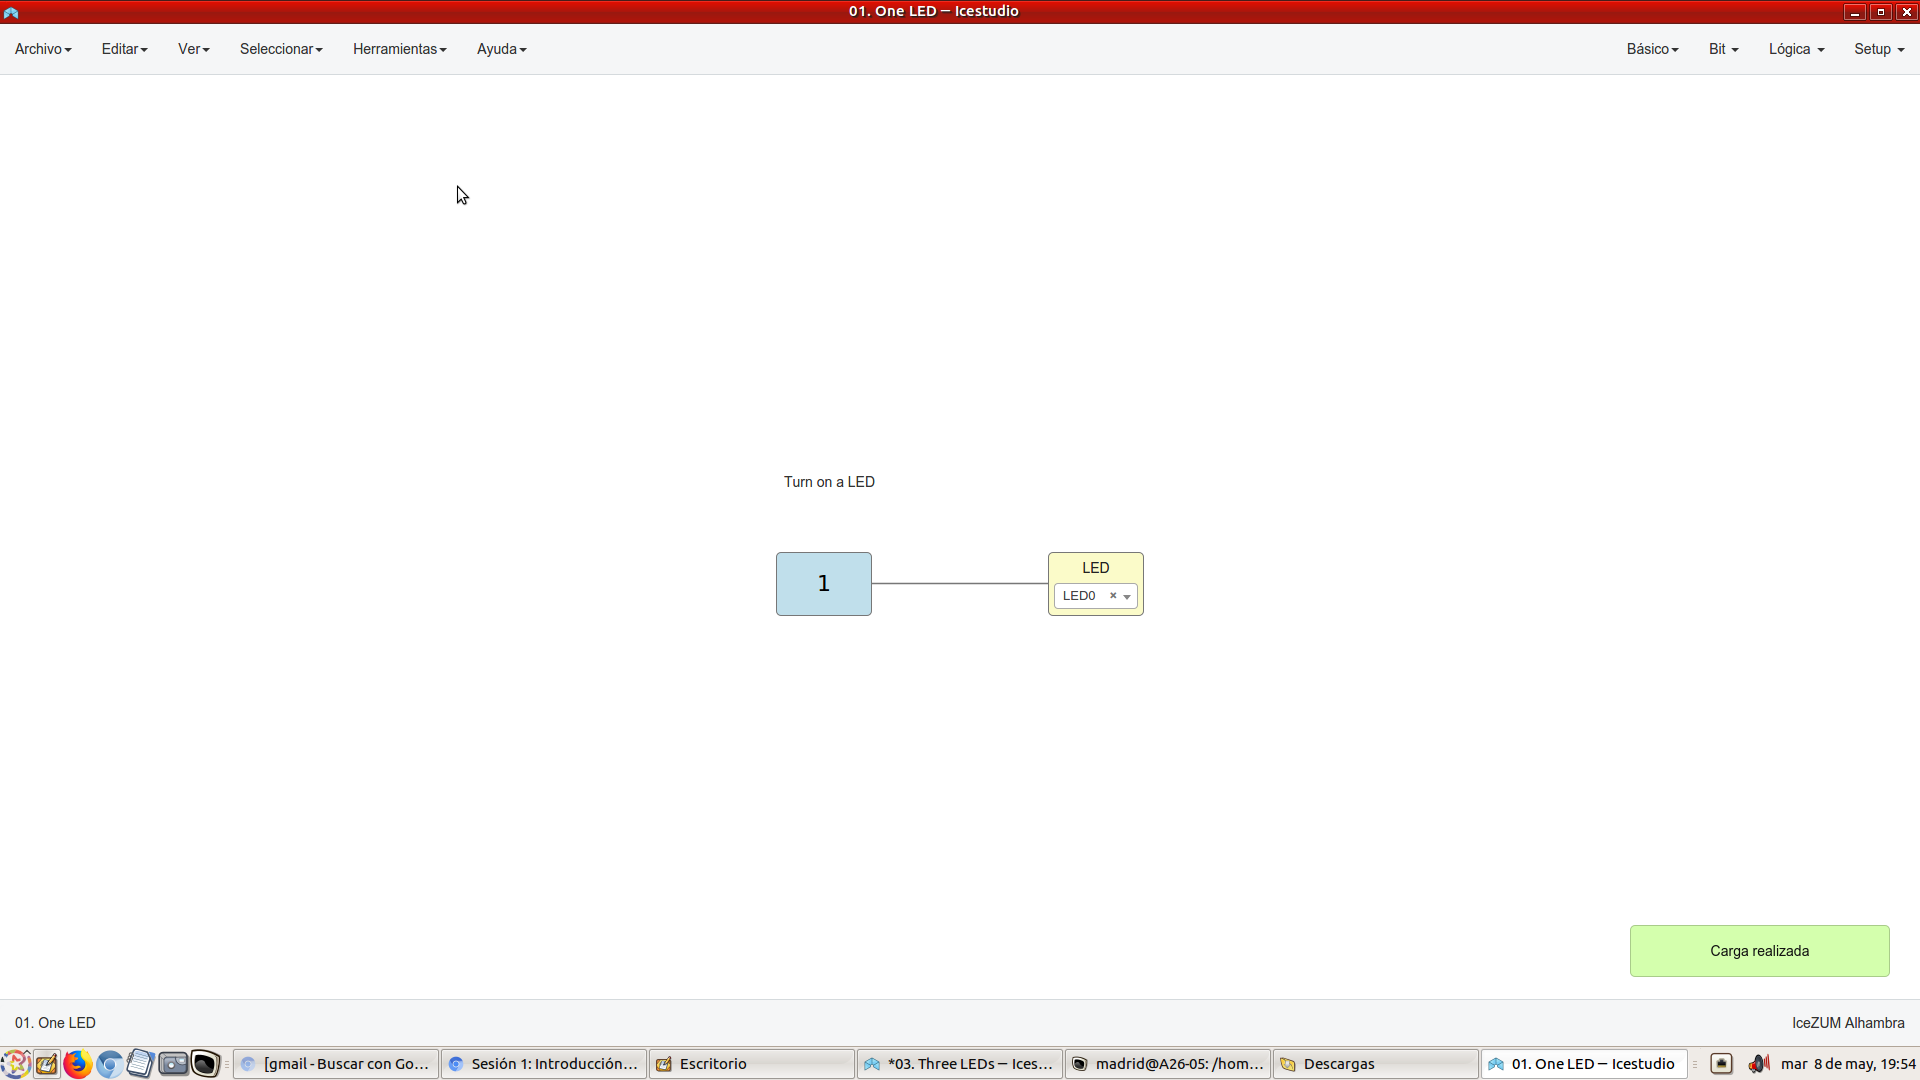 01. One LED — Icestudio
Archivo Editar Ver Seleccionar Herramientas Ayuda Básico Bit Lógica Setup
Turn on a LED
1
LED
LED0 ×
Carga realizada
01. One LED IceZUM Alhambra
[gmail - Buscar con Go... Sesión 1: Introducción... Escritorio *03. Three LEDs — Ices... madrid@A26-05: /hom... Descargas 01. One LED — Icestudio mar 8 de may, 19:54